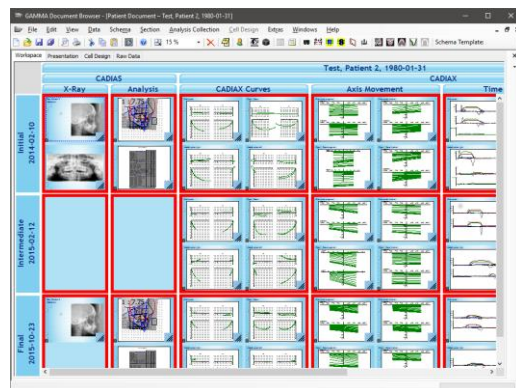 GAMMA Document Browser - [Patient Document – Test, Patient 2, 1980-01-31]
File Edit View Data Schema Section Analysis Collection Cell Design Extras Windows Help
15 % Schema Template
Workspace Presentation Cell Design Raw Data
Test, Patient 2, 1980-01-31
CADIAS CADIAX
X-Ray Analysis CADIAX Curves Axis Movement Time
Initial
2014-02-10
Intermediate
2015-02-12
Final
2015-10-23